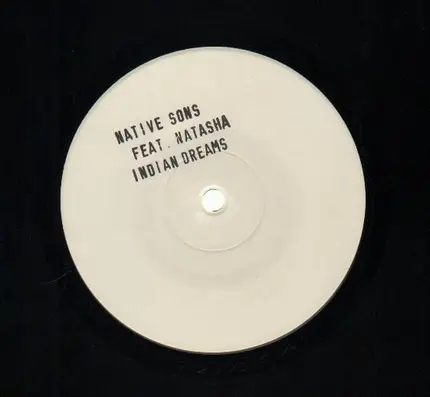 NATIVE SONS
FEAT. NATASHA
INDIAN DREAMS